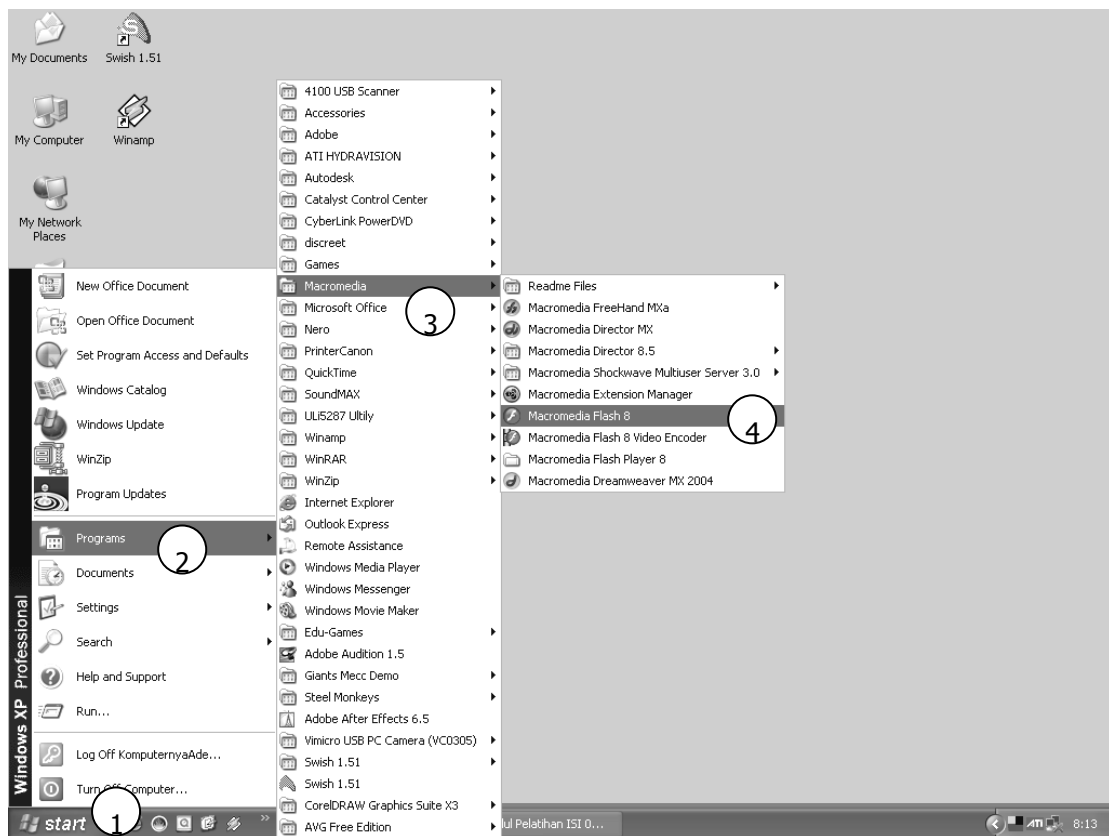 My Documents
Swish 1.51
My Computer
Winamp
My Network
Places
New Office Document
Open Office Document
Set Program Access and Defaults
Windows Catalog
Windows Update
WinZip
Program Updates
Programs
2
Documents
Settings
Search
Help and Support
Run...
Log Off KomputernyaAde...
Turn Off Computer...
Windows XP Professional
4100 USB Scanner
Accessories
Adobe
ATI HYDRAVISION
Autodesk
Catalyst Control Center
CyberLink PowerDVD
discreet
Games
Macromedia
Microsoft Office
3
Nero
PrinterCanon
QuickTime
SoundMAX
ULi5287 Ultily
Winamp
WinRAR
WinZip
Internet Explorer
Outlook Express
Remote Assistance
Windows Media Player
Windows Messenger
Windows Movie Maker
Edu-Games
Adobe Audition 1.5
Giants Mecc Demo
Steel Monkeys
Adobe After Effects 6.5
Vimicro USB PC Camera (VC0305)
Swish 1.51
Swish 1.51
CorelDRAW Graphics Suite X3
AVG Free Edition
Readme Files
Macromedia FreeHand MXa
Macromedia Director MX
Macromedia Director 8.5
Macromedia Shockwave Multiuser Server 3.0
Macromedia Extension Manager
Macromedia Flash 8
4
Macromedia Flash 8 Video Encoder
Macromedia Flash Player 8
Macromedia Dreamweaver MX 2004
start
1
Pelatihan ISI 0...
ATI
8:13